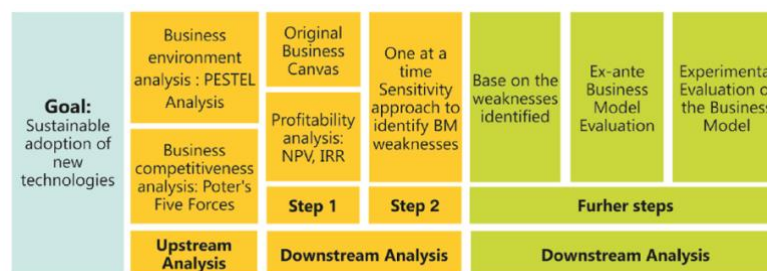 Goal:
Sustainable
adoption of
new
technologies
Business
environment
analysis : PESTEL
Analysis
Business
competitiveness
analysis: Poter's
Five Forces
Upstream
Analysis
Original
Business
Canvas
Profitability
analysis:
NPV, IRR
Step 1
One at a
time
Sensitivity
approach to
identify BM
weaknesses
Step 2
Downstream Analysis
Base on the
weaknesses
identified
Ex-ante
Business
Model
Evaluation
Experimenta
Evaluation o
the Business
Model
Furher steps
Downstream Analysis